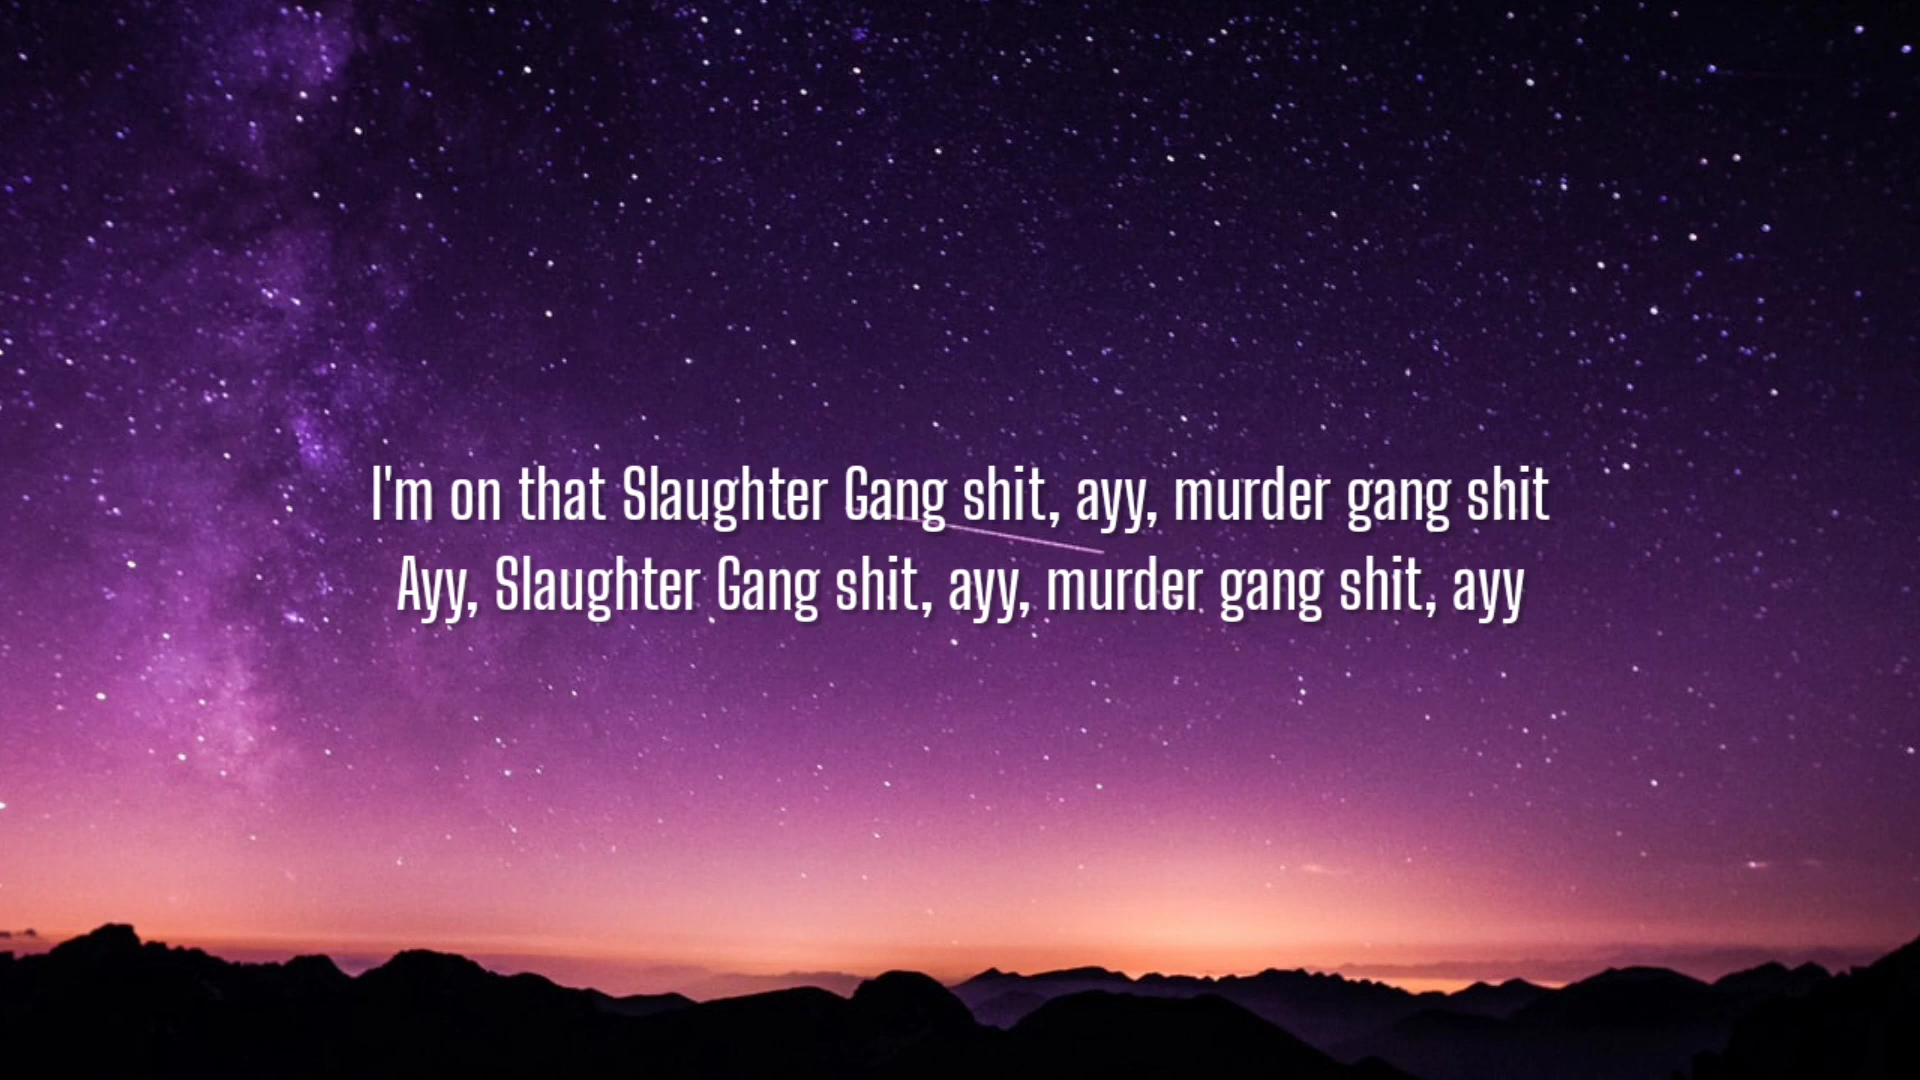 I'm on that Slaughter Gang shit, ayy, murder gang shit
Ayy, Slaughter Gang shit, ayy, murder gang shit, ayy